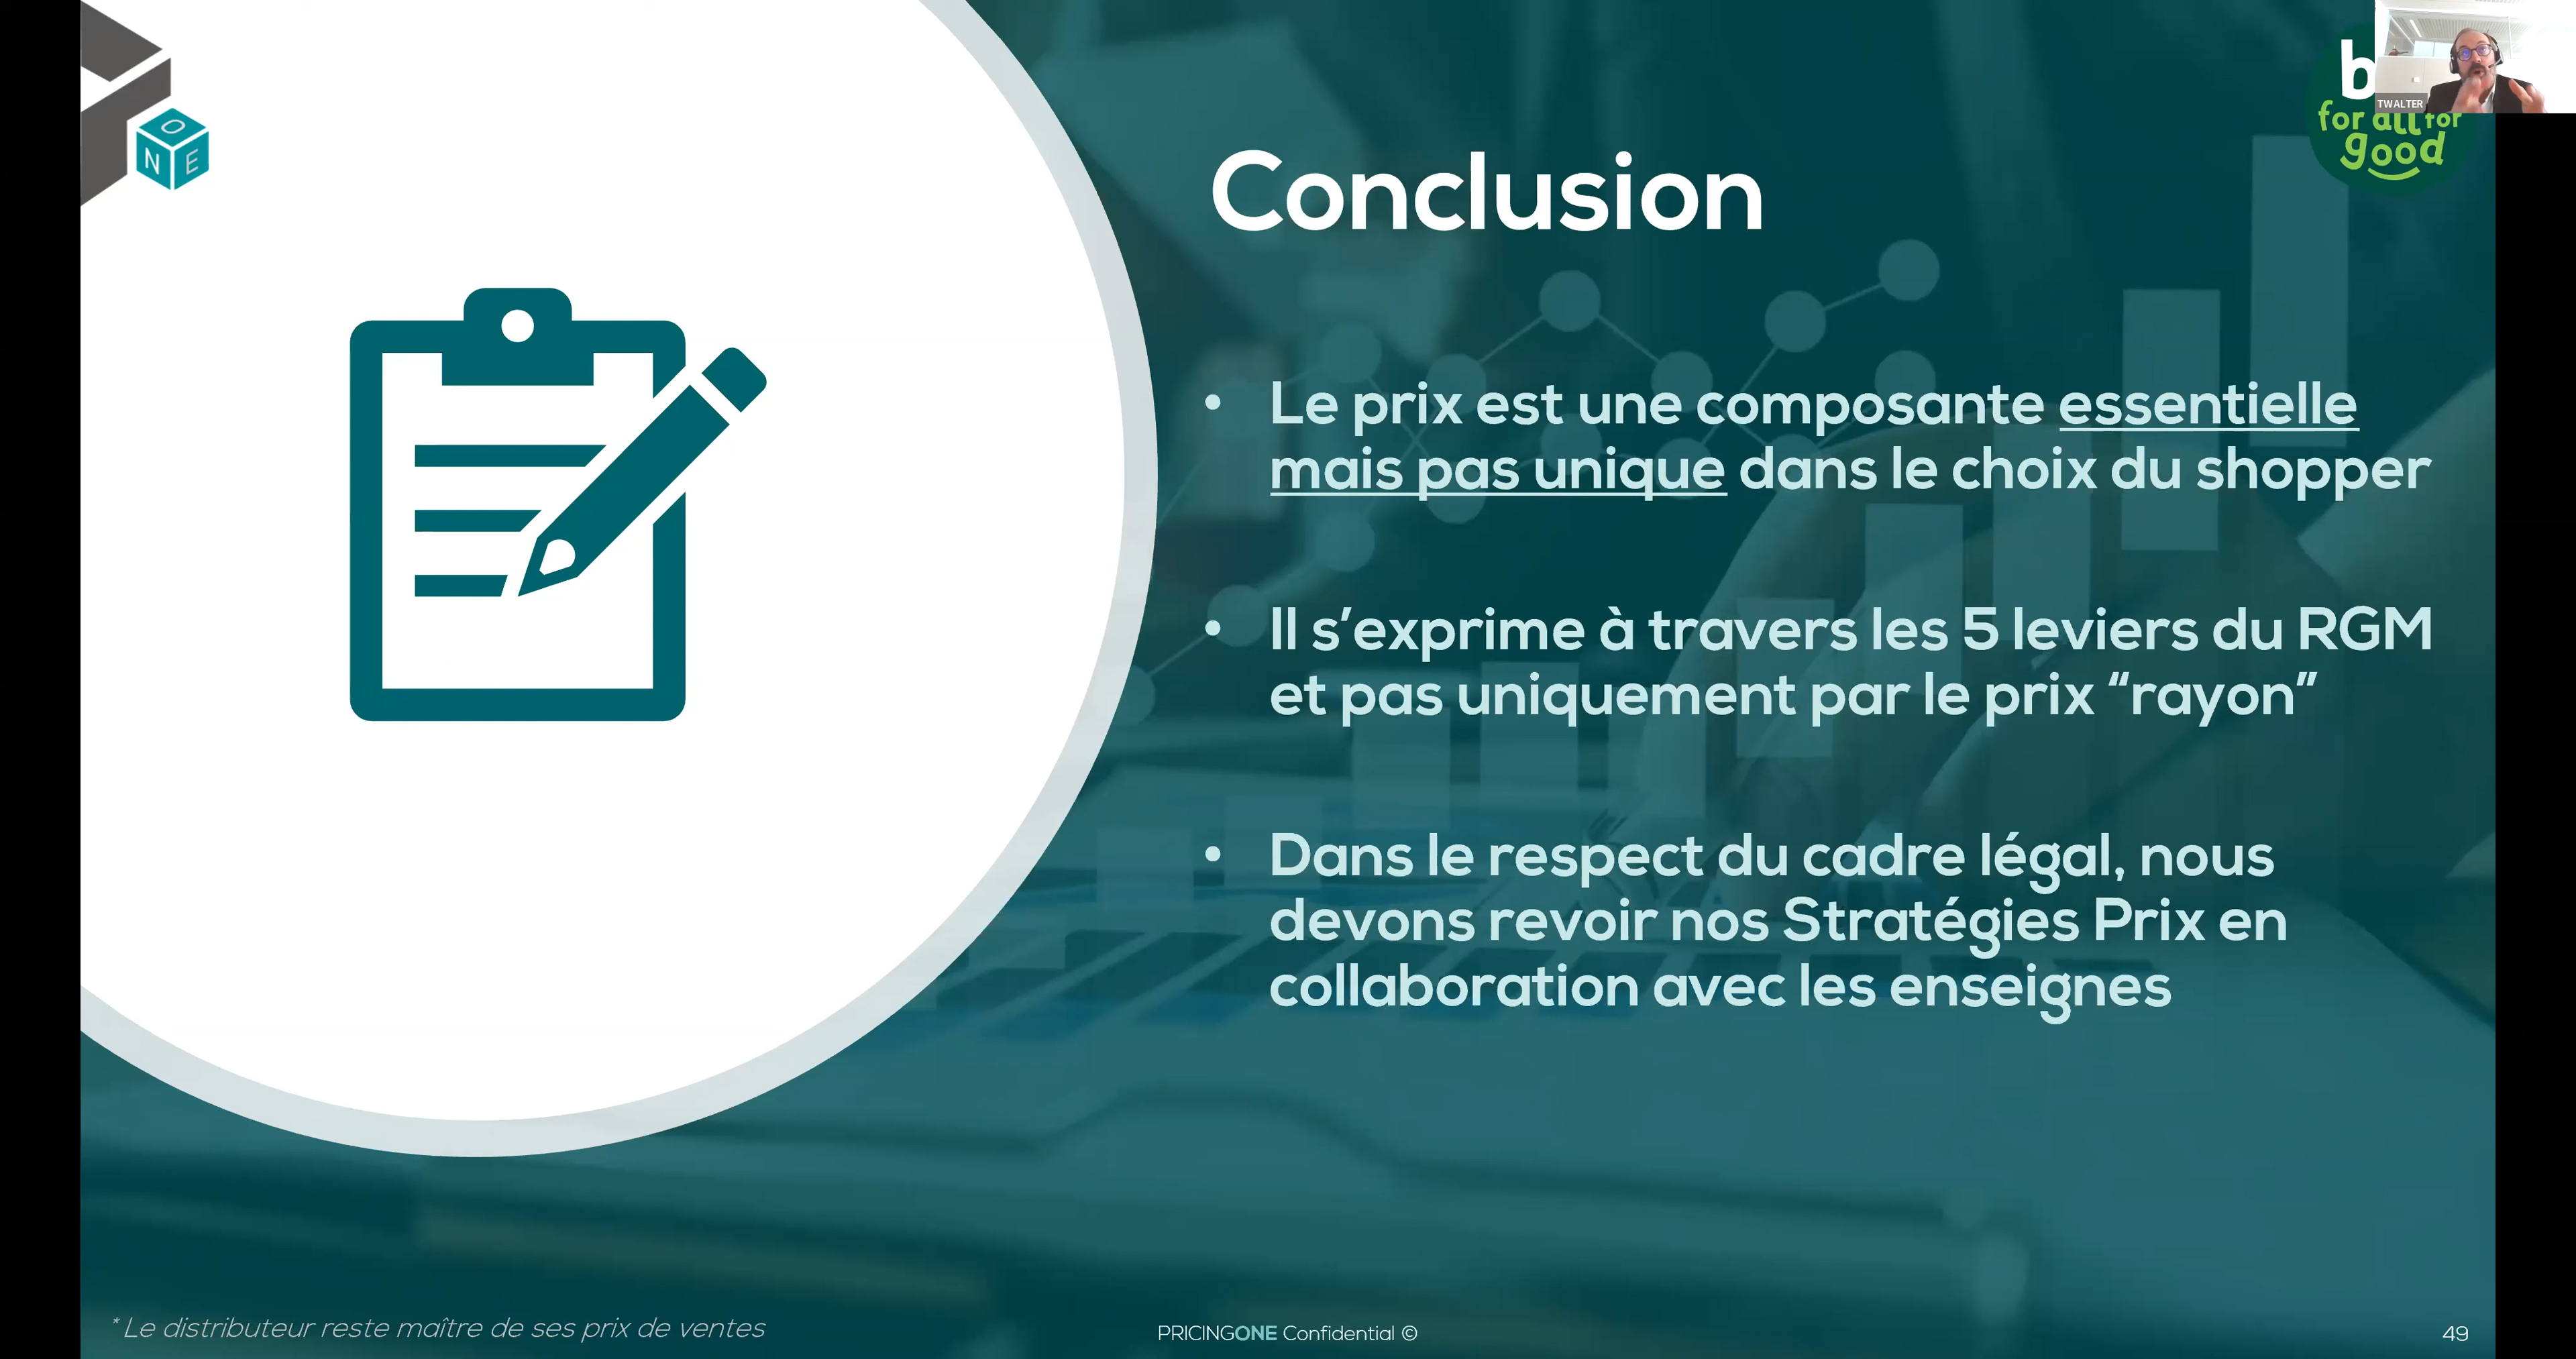 O
N E
b
TWALTER
for all for
good
Conclusion
• Le prix est une composante essentielle
mais pas unique dans le choix du shopper
• Il s’exprime à travers les 5 leviers du RGM
et pas uniquement par le prix “rayon”
• Dans le respect du cadre légal, nous
devons revoir nos Stratégies Prix en
collaboration avec les enseignes
* Le distributeur reste maître de ses prix de ventes
PRICINGONE Confidential ©
49